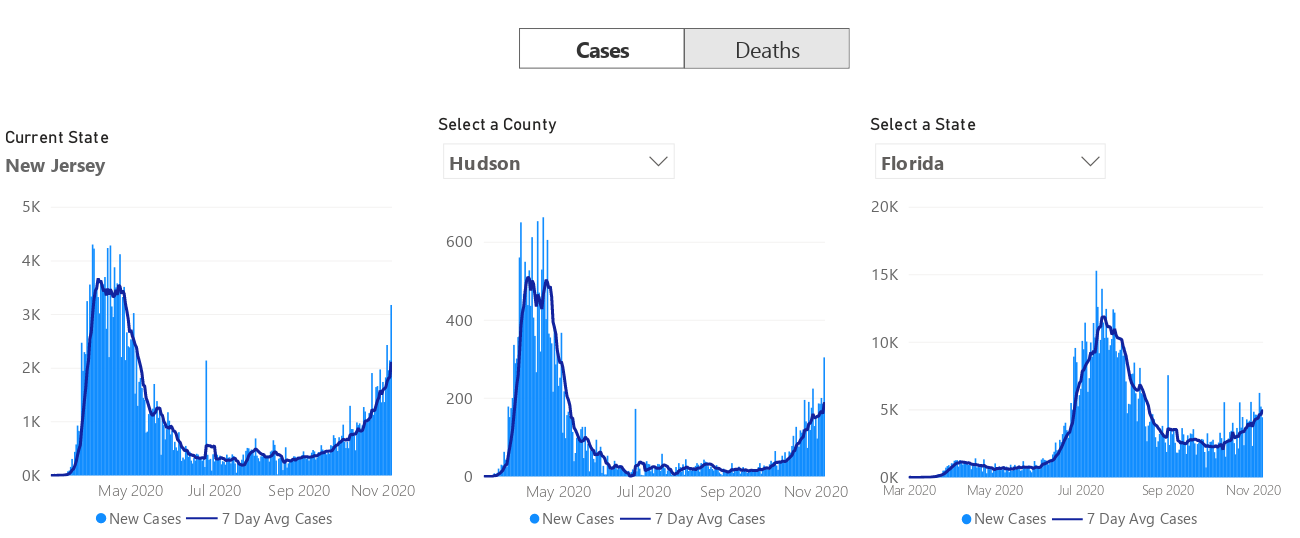 Cases Deaths
Current State
New Jersey
Select a County
Hudson
Select a State
Florida
5K
4K
3K
2K
1K
0K
May 2020 Jul 2020 Sep 2020 Nov 2020
New Cases 7 Day Avg Cases
600
400
200
0
May 2020 Jul 2020 Sep 2020 Nov 2020
New Cases 7 Day Avg Cases
20K
15K
10K
5K
0K
Mar 2020 May 2020 Jul 2020 Sep 2020 Nov 2020
New Cases 7 Day Avg Cases